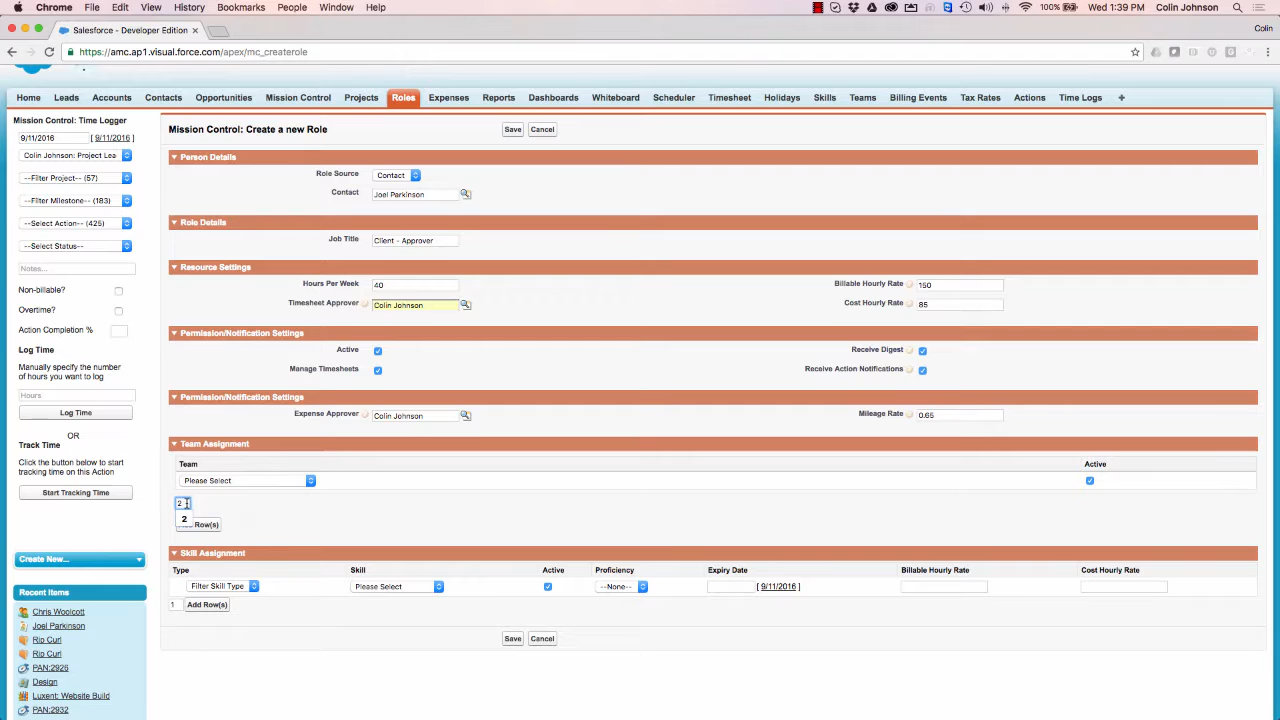 Chrome File Edit View History Bookmarks People Window Help 100% Wed 1:39 PM Colin Johnson
Salesforce - Developer Edition × Colin
https://amc.ap1.visual.force.com/apex/mc_createrole
Home Leads Accounts Contacts Opportunities Mission Control Projects Roles Expenses Reports Dashboards Whiteboard Scheduler Timesheet Holidays Skills Teams Billing Events Tax Rates Actions Time Logs +
Mission Control: Time Logger
9/11/2016 [ 9/11/2016 ]
Colin Johnson: Project Lea
--Filter Project-- (57)
--Filter Milestone-- (183)
--Select Action-- (425)
--Select Status--
Notes...
Non-billable?
Overtime?
Action Completion %
Log Time
Manually specify the number
of hours you want to log
Hours
Log Time
OR
Track Time
Click the button below to start
tracking time on this Action
Start Tracking Time
Create New...
Recent Items
Chris Woolcott
Joel Parkinson
Rip Curl
Rip Curl
PAN:2926
Design
Luxent: Website Build
PAN:2932
Mission Control: Create a new Role Save Cancel
Person Details
Role Source Contact
Contact Joel Parkinson
Role Details
Job Title Client - Approver
Resource Settings
Hours Per Week 40 Billable Hourly Rate 150
Timesheet Approver Colin Johnson Cost Hourly Rate 85
Permission/Notification Settings
Active Receive Digest
Manage Timesheets Receive Action Notifications
Permission/Notification Settings
Expense Approver Colin Johnson Mileage Rate 0.65
Team Assignment
Team Active
Please Select
2
2
Row(s)
Skill Assignment
Type Skill Active Proficiency Expiry Date Billable Hourly Rate Cost Hourly Rate
Filter Skill Type Please Select --None-- [ 9/11/2016 ]
1 Add Row(s)
Save Cancel